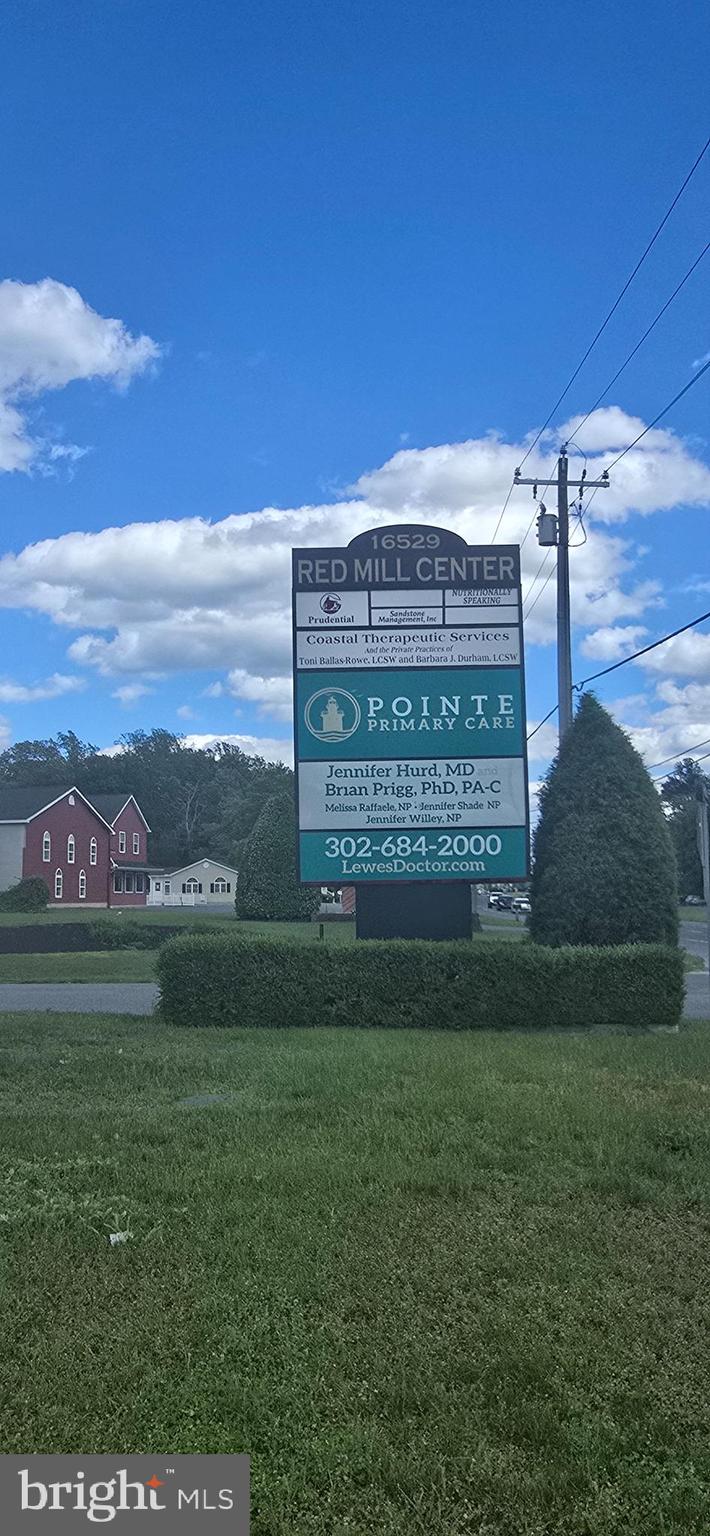 16529
RED MILL CENTER
Prudential
Sandstone
Management, Inc
NUTRITIONALLY
SPEAKING
Coastal Therapeutic Services
And the Private Practices of
Toni Ballas-Rowe, LCSW and Barbara J. Durham, LCSW
POINTE
PRIMARY CARE
Jennifer Hurd, MD and
Brian Prigg, PhD, PA-C
Melissa Raffaele, NP • Jennifer Shade NP
Jennifer Willey, NP
302-684-2000
LewesDoctor.com
bright™ MLS